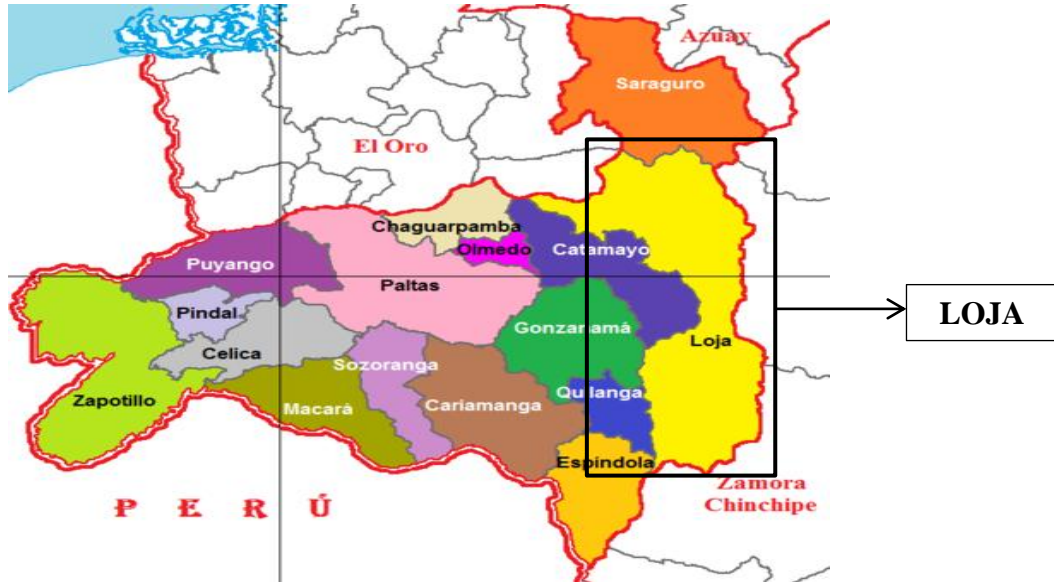 Azuay
Saraguro
El Oro
Chaguarpamba
Olmedo
Catamayo
Puyango
Paltas
Pindal
Gonzanamá
LOJA
Celica
Loja
Sozoranga
Zapotillo
Quilanga
Macará
Cariamanga
Espíndola
Zamora
Chinchipe
P E R Ú